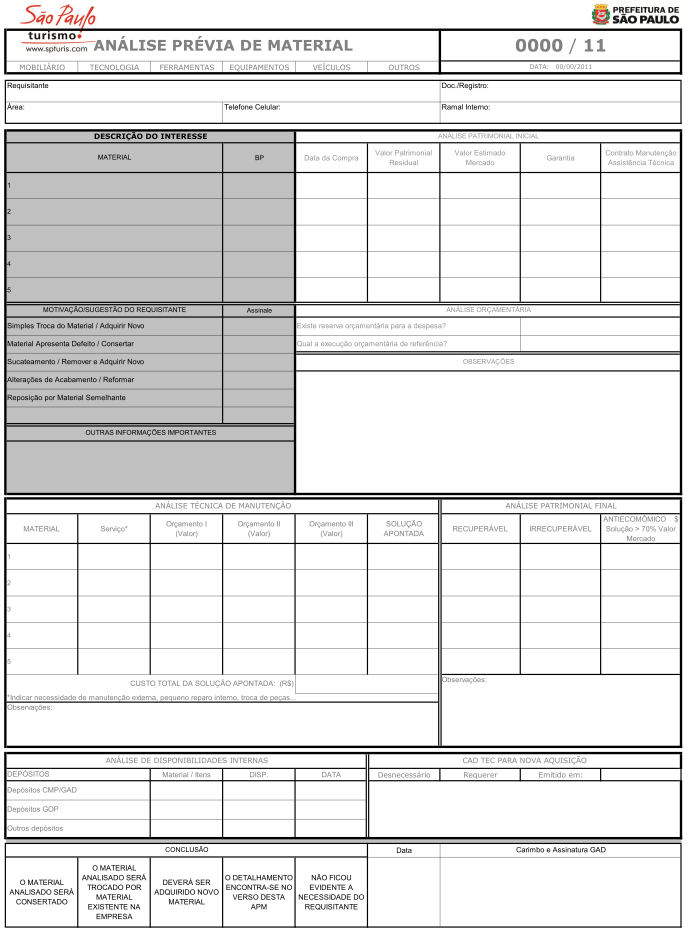 São Paulo
turismo
www.spturis.com
PREFEITURA DE
SÃO PAULO
ANÁLISE PRÉVIA DE MATERIAL
0000 / 11
MOBILIÁRIO TECNOLOGIA FERRAMENTAS EQUIPAMENTOS VEÍCULOS OUTROS
DATA: 00/00/2011
Requisitante
Doc./Registro:
Área:
Telefone Celular:
Ramal Interno:
DESCRIÇÃO DO INTERESSE
ANÁLISE PATRIMONIAL INICIAL
MATERIAL
BP
Data da Compra
Valor Patrimonial
Residual
Valor Estimado
Mercado
Garantia
Contrato Manutenção
Assistência Técnica
1
2
3
4
5
MOTIVAÇÃO/SUGESTÃO DO REQUISITANTE
Assinale
ANÁLISE ORÇAMENTÁRIA
Simples Troca do Material / Adquirir Novo
Existe reserva orçamentária para a despesa?
Material Apresenta Defeito / Consertar
Qual a execução orçamentária de referência?
Sucateamento / Remover e Adquirir Novo
OBSERVAÇÕES
Alterações de Acabamento / Reformar
Reposição por Material Semelhante
OUTRAS INFORMAÇÕES IMPORTANTES
ANÁLISE TÉCNICA DE MANUTENÇÃO
ANÁLISE PATRIMONIAL FINAL
MATERIAL
Serviço*
Orçamento I
(Valor)
Orçamento II
(Valor)
Orçamento III
(Valor)
SOLUÇÃO
APONTADA
RECUPERÁVEL
IRRECUPERÁVEL
ANTIECOMÔMICO $
Solução > 70% Valor
Mercado
1
2
3
4
5
CUSTO TOTAL DA SOLUÇÃO APONTADA: (R$)
Observações:
*Indicar necessidade de manutenção externa, pequeno reparo interno, troca de peças...
Observações:
ANÁLISE DE DISPONIBILIDADES INTERNAS
CAD TEC PARA NOVA AQUISIÇÃO
DEPÓSITOS
Material / Itens
DISP.
DATA
Desnecessário
Requerer
Emitido em:
Depósitos CMP/GAD
Depósitos GOP
Outros depósitos
CONCLUSÃO
Data
Carimbo e Assinatura GAD
O MATERIAL
ANALISADO SERÁ
CONSERTADO
O MATERIAL
ANALISADO SERÁ
TROCADO POR
MATERIAL
EXISTENTE NA
EMPRESA
DEVERÁ SER
ADQUIRIDO NOVO
MATERIAL
O DETALHAMENTO
ENCONTRA-SE NO
VERSO DESTA
APM
NÃO FICOU
EVIDENTE A
NECESSIDADE DO
REQUISITANTE